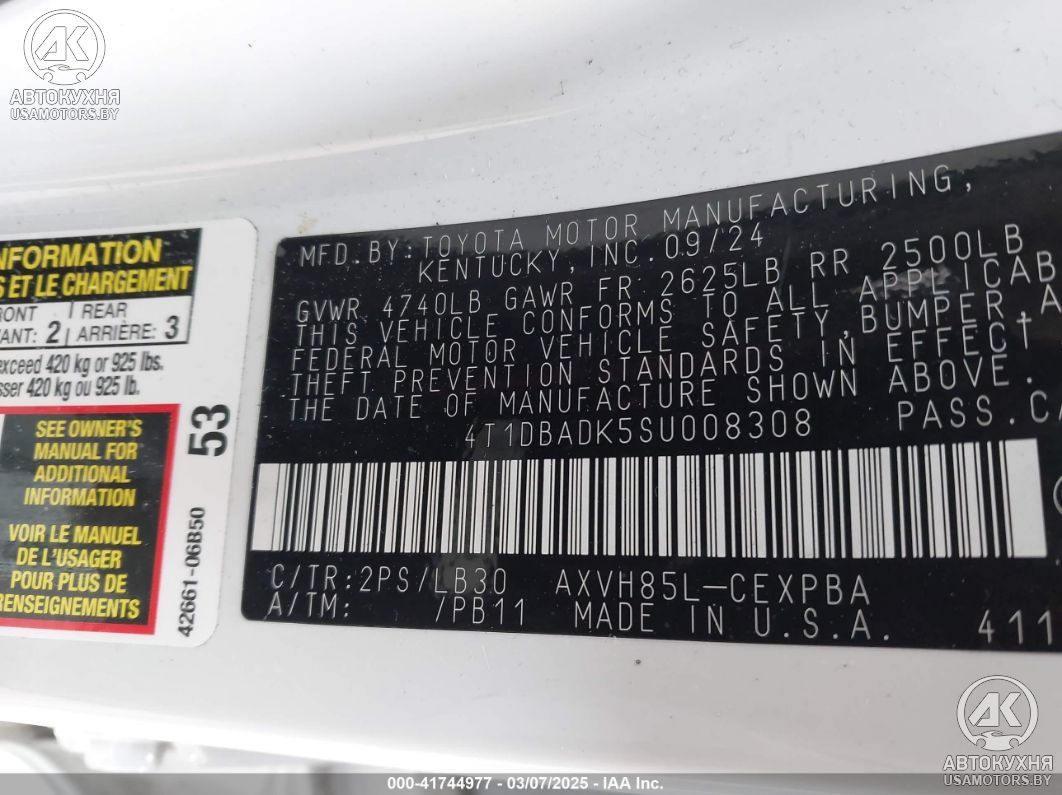 AK
АВТОКУХНЯ
USAMOTORS.BY
INFORMATION
S ET LE CHARGEMENT
RONT
VANT: 2
REAR
ARRIÈRE: 3
exceed 420 kg or 925 lbs.
sser 420 kg ou 925 lb.
SEE OWNER'S
MANUAL FOR
ADDITIONAL
INFORMATION
VOIR LE MANUEL
DE L'USAGER
POUR PLUS DE
RENSEIGNEMENTS
53
42661-06B50
MFD. BY: TOYOTA MOTOR MANUFACTURING,
KENTUCKY, INC. 09/24
GVWR 4740LB GAWR FR 2625LB RR 2500LB
THIS VEHICLE CONFORMS TO ALL APPLICAB
FEDERAL MOTOR VEHICLE SAFETY, BUMPER, A
THEFT PREVENTION STANDARDS IN EFFECT
THE DATE OF MANUFACTURE SHOWN ABOVE.
4T1DBADK5SU008308 PASS. CA
C/TR: 2PS/LB30 AXVH85L-CEXPBA
A/TM: /PB11 MADE IN U.S.A. 411
AK
АВТОКУХНЯ
USAMOTORS.BY
000-41744977 - 03/07/2025 - IAA Inc.